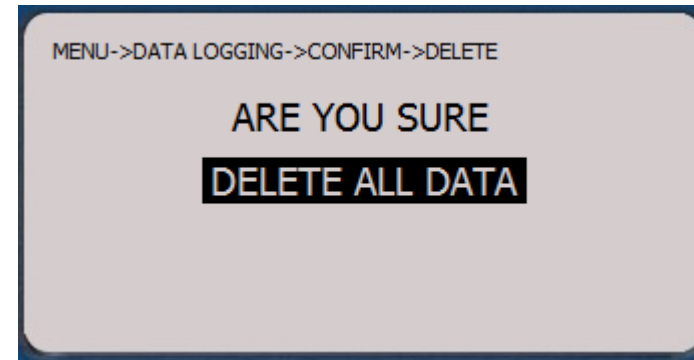 MENU->DATA LOGGING->CONFIRM->DELETE
ARE YOU SURE
DELETE ALL DATA